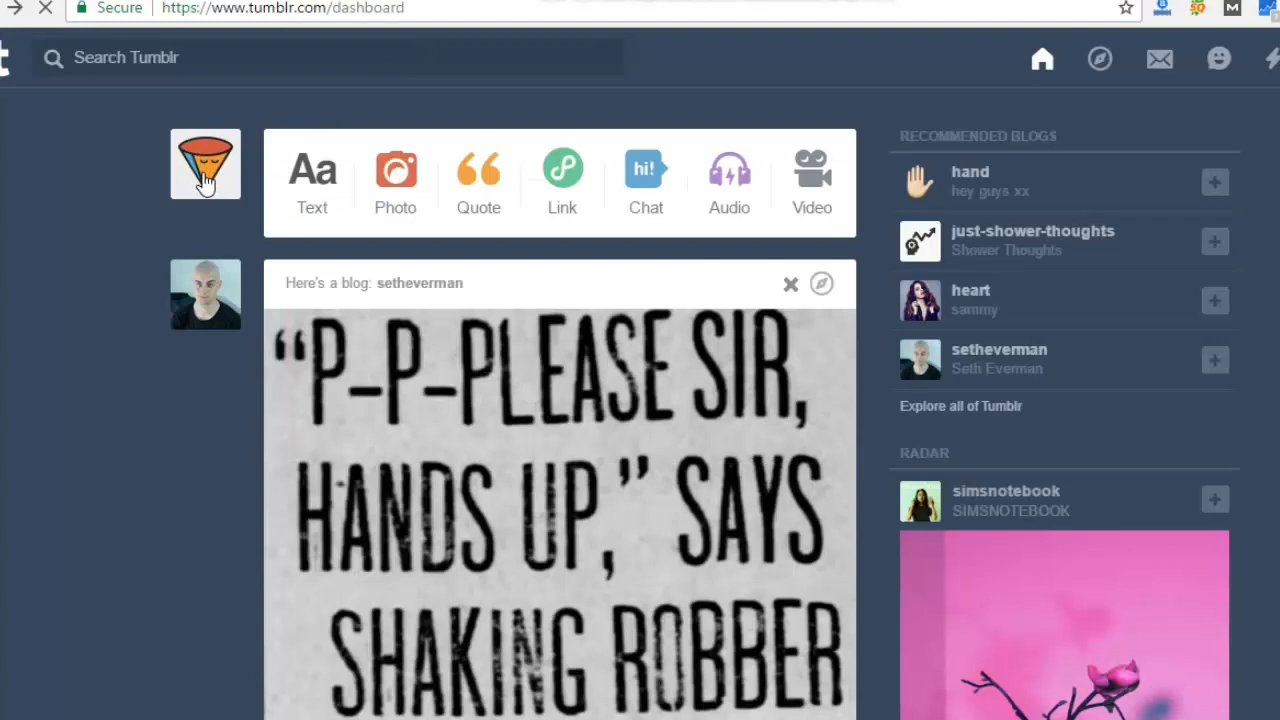 Secure
https://www.tumblr.com/dashboard
t
Search Tumblr
Aa
hi!
Text
Photo
Quote
Link
Chat
Audio
Video
Here's a blog: setheverman
“P-P-PLEASE SIR,
HANDS UP,” SAYS
SHAKING ROBBER
RECOMMENDED BLOGS
hand
hey guys xx
just-shower-thoughts
Shower Thoughts
heart
sammy
setheverman
Seth Everman
Explore all of Tumblr
RADAR
simsnotebook
SIMSNOTEBOOK